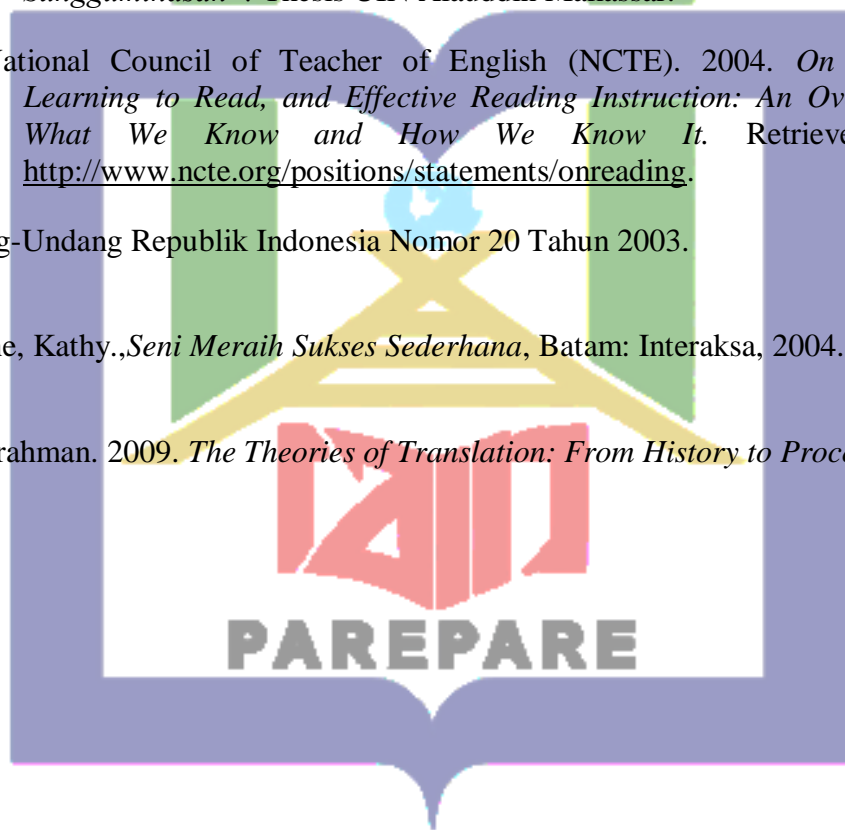 Thesis UIN Alauddin Makassar.
National Council of Teacher of English (NCTE). 2004. On
Learning to Read, and Effective Reading Instruction: An Ov
What We Know and How We Know It. Retrieve
http://www.ncte.org/positions/statements/onreading.
g-Undang Republik Indonesia Nomor 20 Tahun 2003.
ne, Kathy.,Seni Meraih Sukses Sederhana, Batam: Interaksa, 2004.
rahman. 2009. The Theories of Translation: From History to Proce
PAREPARE